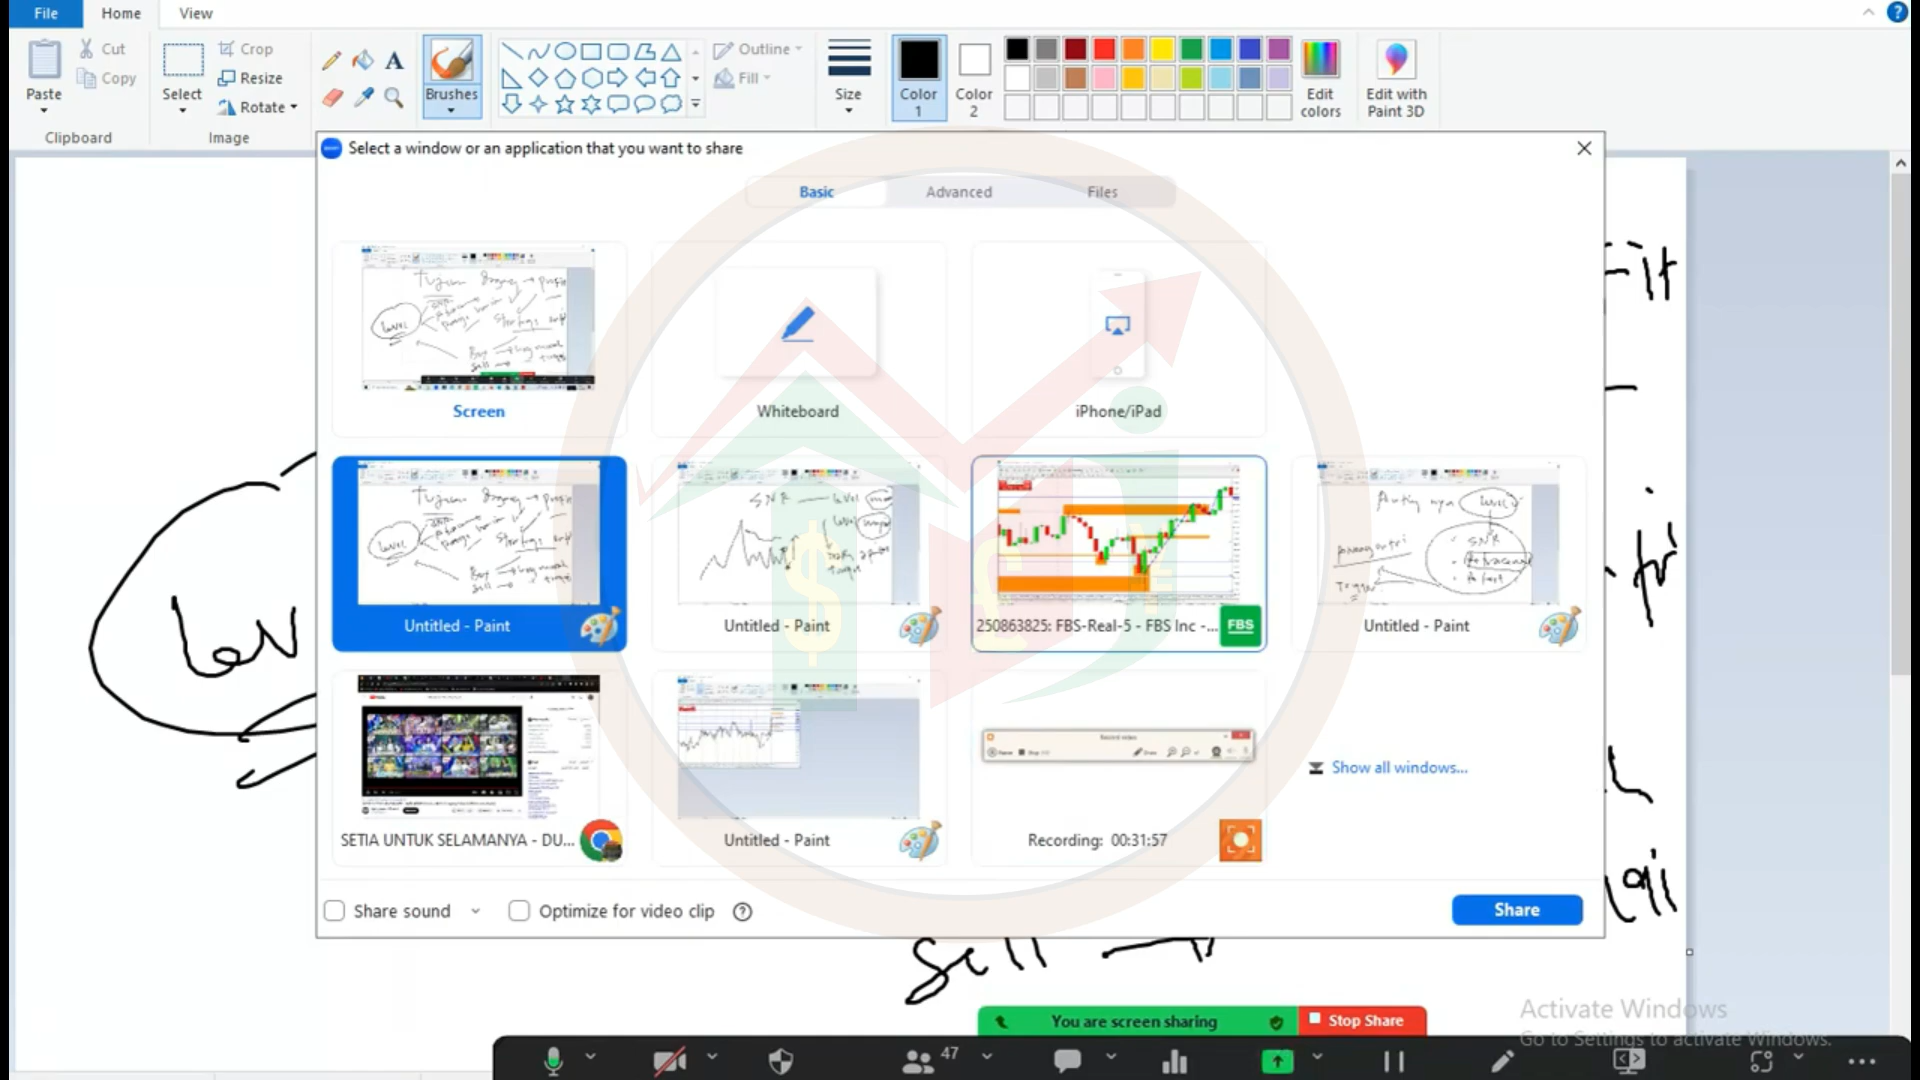 File Home View
Cut
Copy
Paste
Clipboard
Crop
Resize
Rotate
Select
Image
Brushes
Outline
Fill
Size
Color 1
Color 2
Edit colors
Edit with Paint 3D
Select a window or an application that you want to share
Basic Advanced Files
Screen
Whiteboard
iPhone/iPad
Untitled - Paint
Untitled - Paint
250863825: FBS-Real-5 - FBS Inc -...
FBS
Untitled - Paint
SETIA UNTUK SELAMANYA - DU...
Untitled - Paint
Recording: 00:31:57
Show all windows...
Share sound
Optimize for video clip
Share
sell
You are screen sharing
Stop Share
Activate Windows
Go to Settings to activate Windows.
47